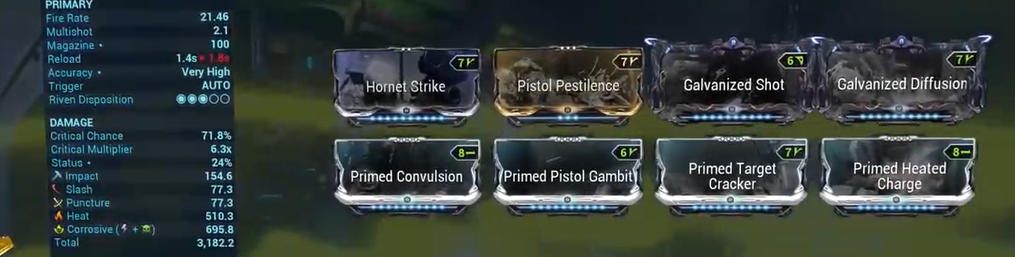 PRIMARY
Fire Rate 21.46
Multishot 2.1
Magazine • 100
Reload 1.4s • 1.8s
Accuracy • Very High
Trigger AUTO
Riven Disposition
DAMAGE
Critical Chance 71.8%
Critical Multiplier 6.3x
Status • 24%
Impact 154.6
Slash 77.3
Puncture 77.3
Heat 510.3
Corrosive ( + ) 695.8
Total 3,182.2
7 7 6 7
Hornet Strike Pistol Pestilence Galvanized Shot Galvanized Diffusion
8 6 7 8
Primed Convulsion Primed Pistol Gambit Primed Target Cracker Primed Heated Charge